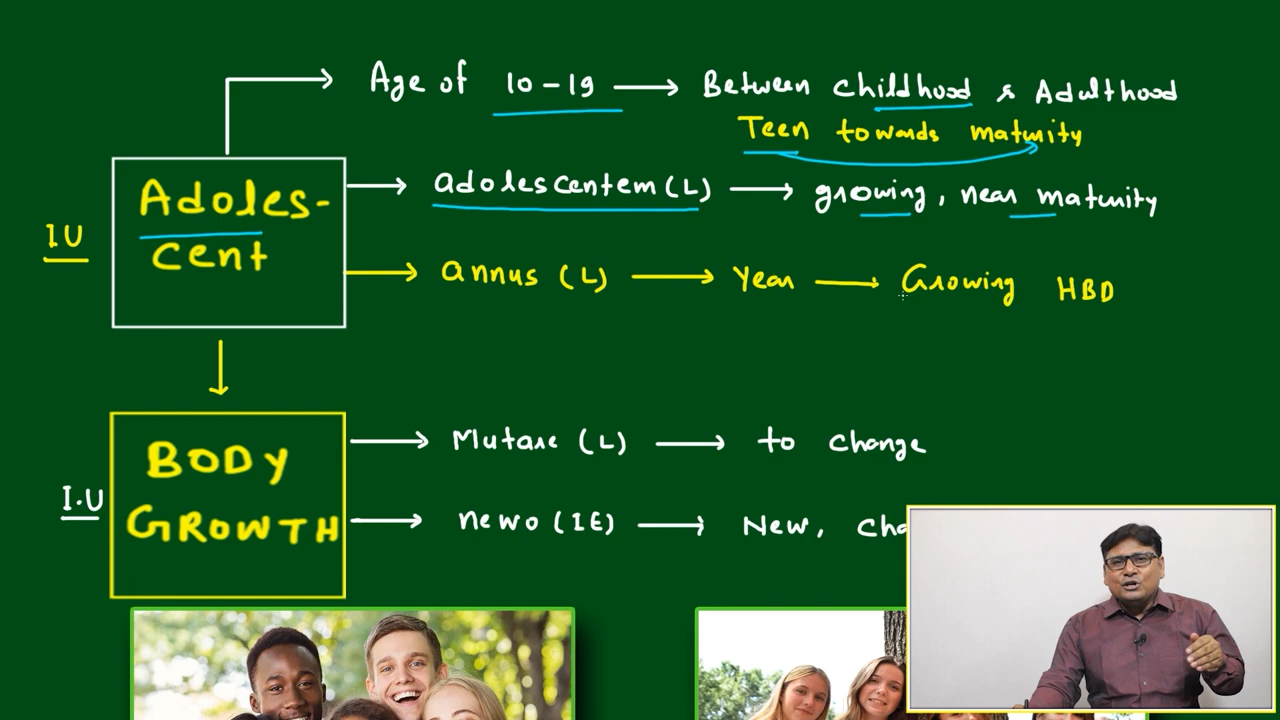 Age of 10-19 → Between childhood & Adulthood
Teen towards maturity
Adoles-
cent
adolescentem (L) → growing, near maturity
IU
annus (L) → Year → Growing HBD
BODY
GROWTH
Mutare (L) → to change
I.U
newo (IE) → New,